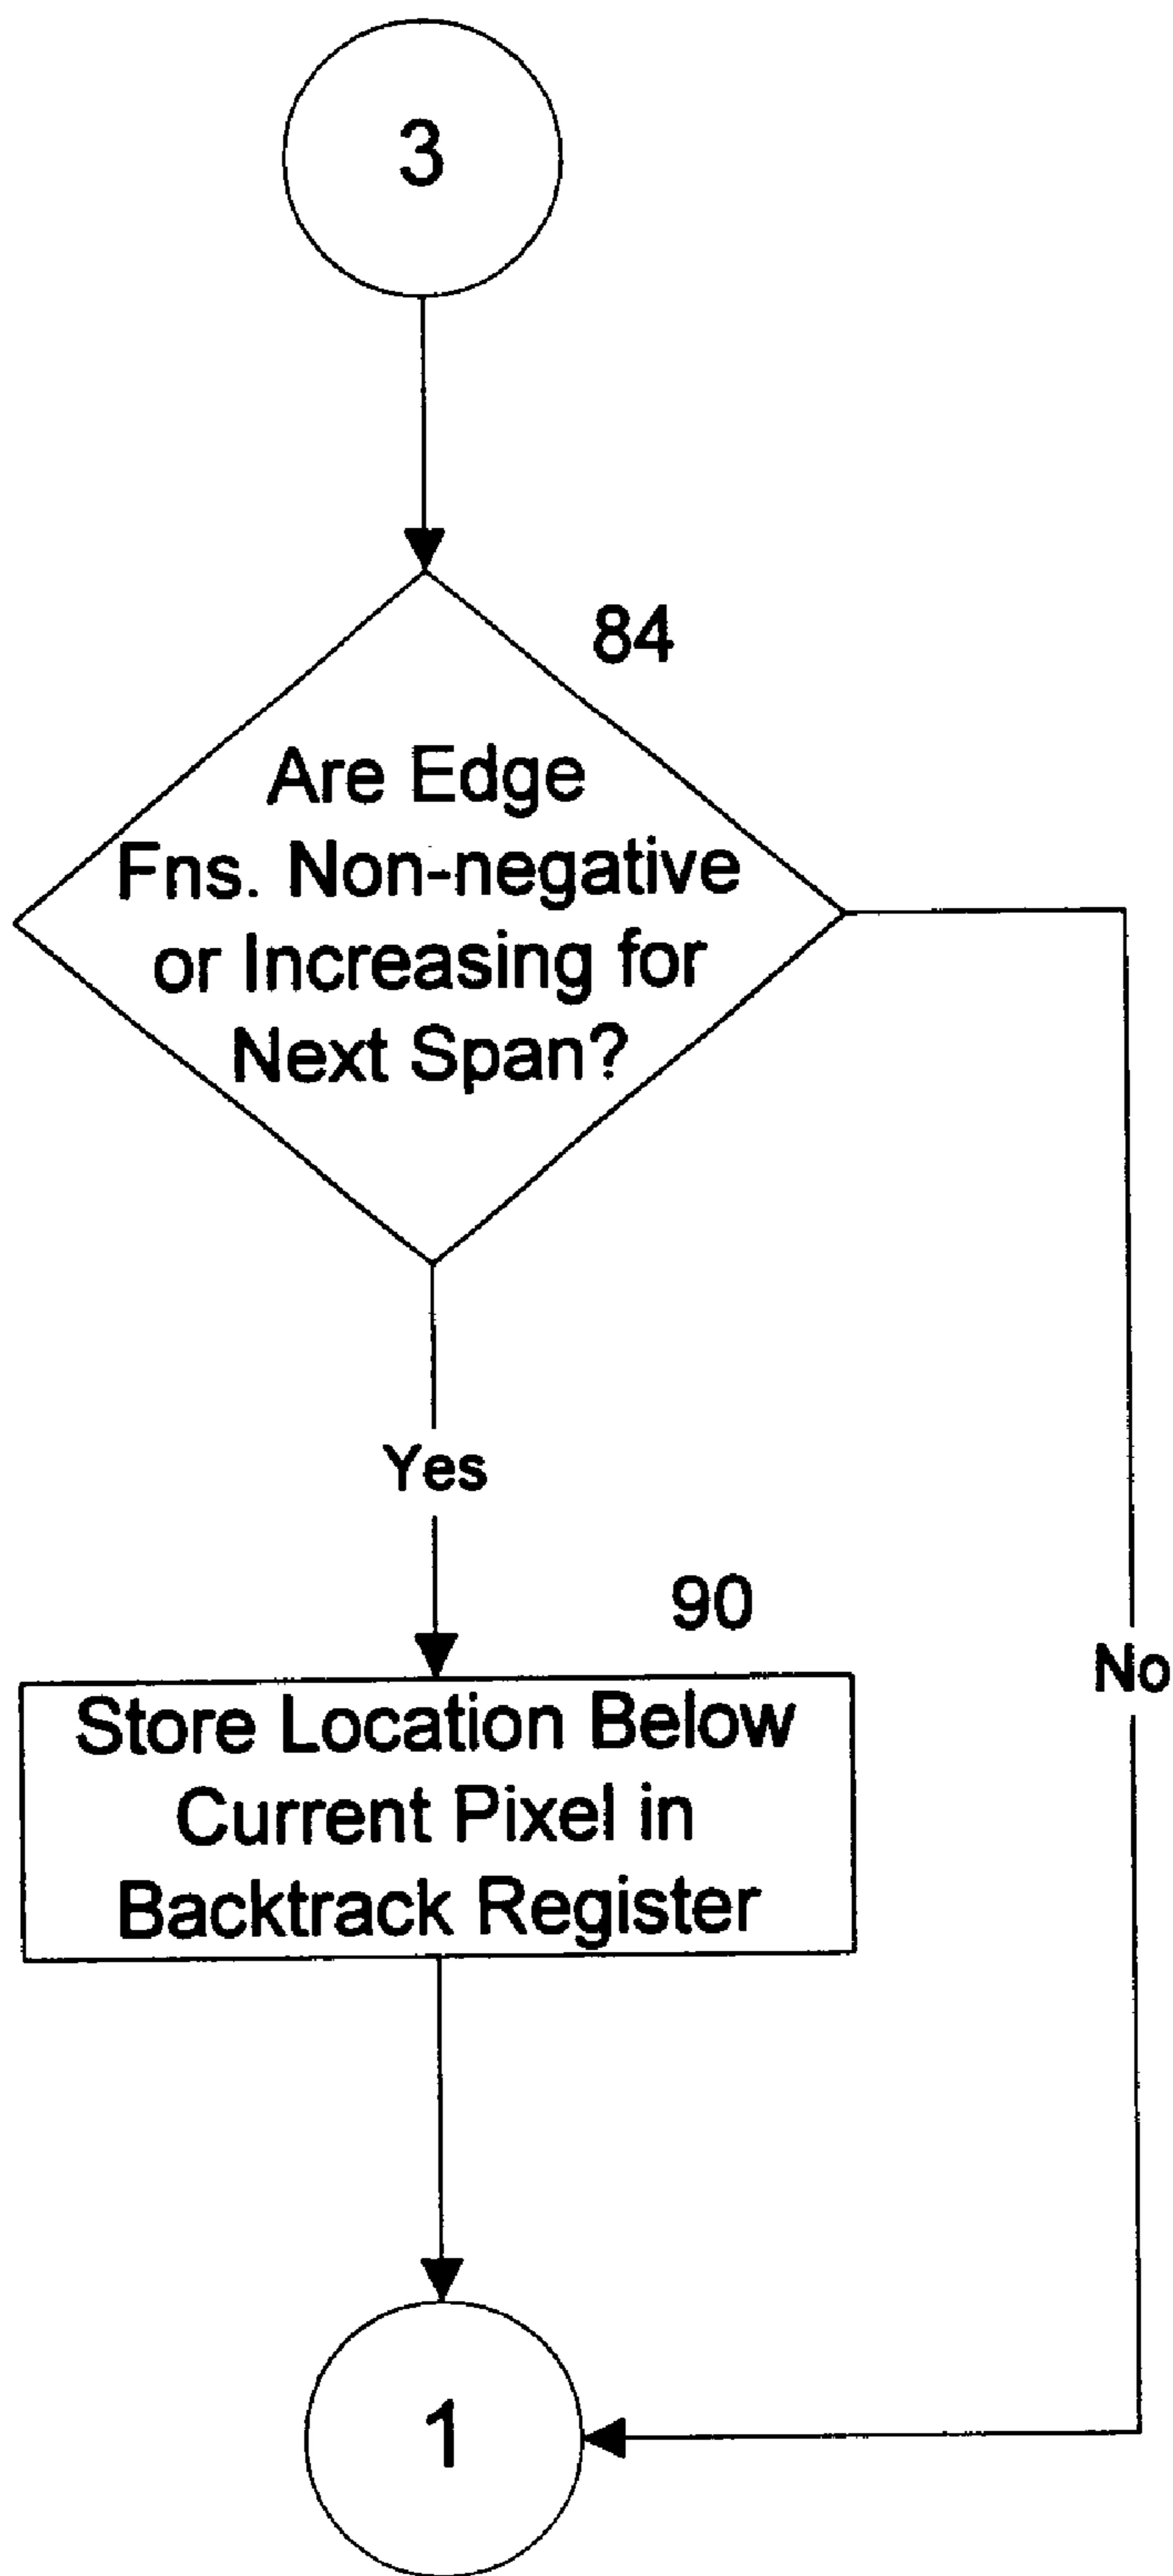 3
84
Are Edge
Fns. Non-negative
or Increasing for
Next Span?
Yes
90
No
Store Location Below
Current Pixel in
Backtrack Register
1